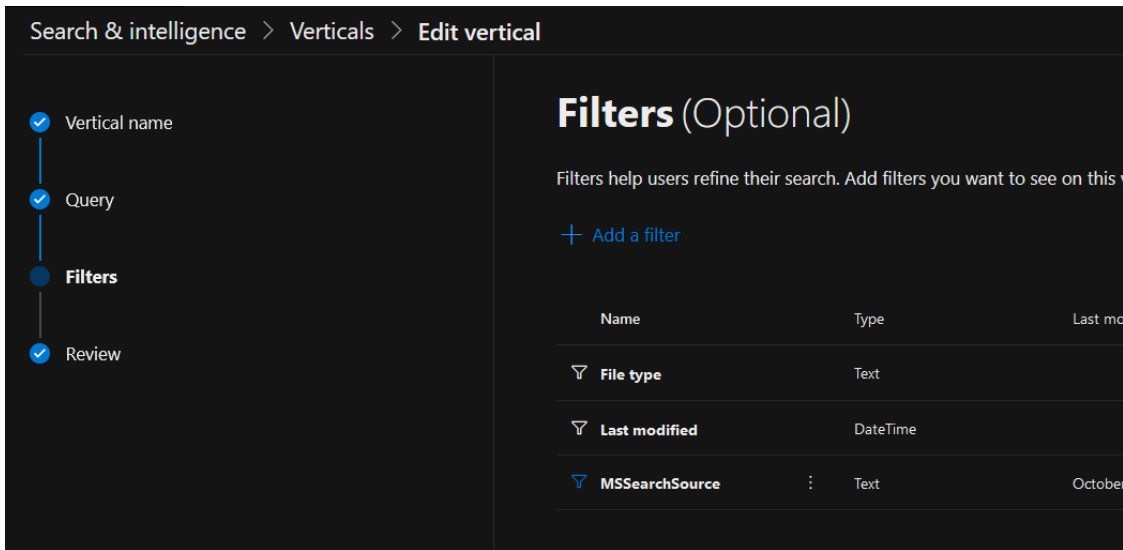 Search & intelligence > Verticals > Edit vertical
Vertical name
Query
Filters
Review
Filters (Optional)
Filters help users refine their search. Add filters you want to see on this
+ Add a filter
Name Type Last
File type Text
Last modified DateTime
MSSearchSource Text October